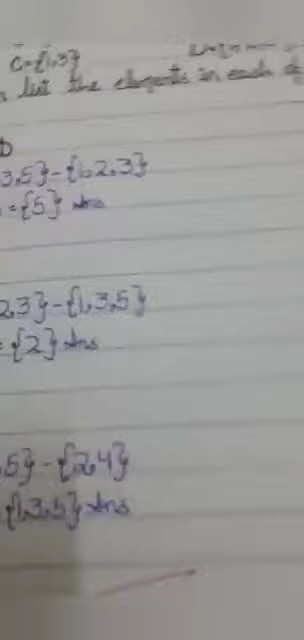 C={1,3}
list the elements in each of
3,5}-{1,2,3}
={5} Ans
2,3}-{1,3,5}
={2} Ans
,5}-{2,4}
{1,3,5} Ans